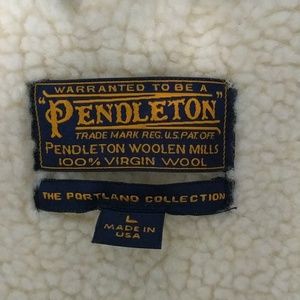 WARRANTED TO BE A
"PENDLETON"
TRADE MARK REG. U.S. PAT. OFF.
PENDLETON WOOLEN MILLS
100% VIRGIN WOOL
THE PORTLAND COLLECTION
L
MADE IN
USA